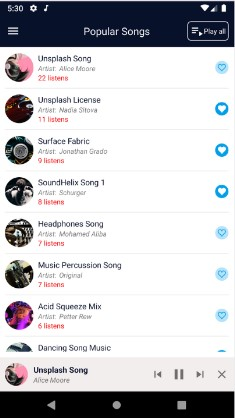 5:30
Popular Songs
Play all
Unsplash Song
Artist: Alice Moore
22 listens
Unsplash License
Artist: Nadia Sitova
11 listens
Surface Fabric
Artist: Jonathan Grado
9 listens
SoundHelix Song 1
Artist: Schurger
8 listens
Headphones Song
Artist: Mohamed Aliba
7 listens
Music Percussion Song
Artist: Original
7 listens
Acid Squeeze Mix
Artist: Petter Rew
6 listens
Dancing Song Music
Unsplash Song
Alice Moore